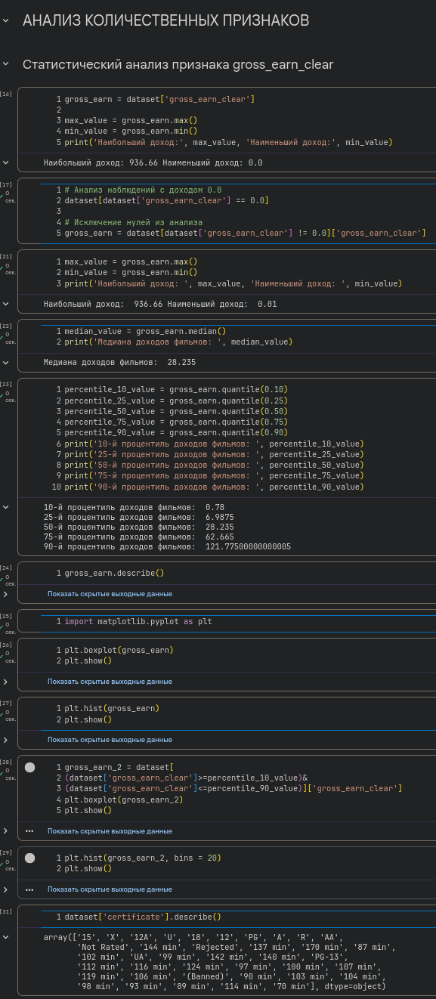 АНАЛИЗ КОЛИЧЕСТВЕННЫХ ПРИЗНАКОВ
Статистический анализ признака gross_earn_clear
[16]
1 gross_earn = dataset['gross_earn_clear']
2
3 max_value = gross_earn.max()
4 min_value = gross_earn.min()
5 print('Наибольший доход:', max_value, 'Наименьший доход:', min_value)
Наибольший доход: 936.66 Наименьший доход: 0.0
[17]
0
сек.
1 # Анализ наблюдений с доходом 0.0
2 dataset[dataset['gross_earn_clear'] == 0.0]
3
4 # Исключение нулей из анализа
5 gross_earn = dataset[dataset['gross_earn_clear'] != 0.0]['gross_earn_clear']
[21]
0
сек.
1 max_value = gross_earn.max()
2 min_value = gross_earn.min()
3 print('Наибольший доход: ', max_value, 'Наименьший доход: ', min_value)
Наибольший доход:  936.66 Наименьший доход:  0.01
[22]
0
сек.
1 median_value = gross_earn.median()
2 print('Медиана доходов фильмов: ', median_value)
Медиана доходов фильмов:  28.235
[23]
0
сек.
1 percentile_10_value = gross_earn.quantile(0.10)
2 percentile_25_value = gross_earn.quantile(0.25)
3 percentile_50_value = gross_earn.quantile(0.50)
4 percentile_75_value = gross_earn.quantile(0.75)
5 percentile_90_value = gross_earn.quantile(0.90)
6 print('10-й процентиль доходов фильмов: ', percentile_10_value)
7 print('25-й процентиль доходов фильмов: ', percentile_25_value)
8 print('50-й процентиль доходов фильмов: ', percentile_50_value)
9 print('75-й процентиль доходов фильмов: ', percentile_75_value)
10 print('90-й процентиль доходов фильмов: ', percentile_90_value)
10-й процентиль доходов фильмов:  0.78
25-й процентиль доходов фильмов:  6.9875
50-й процентиль доходов фильмов:  28.235
75-й процентиль доходов фильмов:  62.665
90-й процентиль доходов фильмов:  121.77500000000005
[24]
0
сек.
1 gross_earn.describe()
Показать скрытые выходные данные
[25]
0
сек.
1 import matplotlib.pyplot as plt
[26]
0
сек.
1 plt.boxplot(gross_earn)
2 plt.show()
Показать скрытые выходные данные
[27]
0
сек.
1 plt.hist(gross_earn)
2 plt.show()
Показать скрытые выходные данные
[28]
0
сек.
1 gross_earn_2 = dataset[
2 (dataset['gross_earn_clear']>=percentile_10_value)&
3 (dataset['gross_earn_clear']<=percentile_90_value)]['gross_earn_clear']
4 plt.boxplot(gross_earn_2)
5 plt.show()
Показать скрытые выходные данные
[29]
0
сек.
1 plt.hist(gross_earn_2, bins = 20)
2 plt.show()
Показать скрытые выходные данные
[31]
1 dataset['certificate'].describe()
array(['15', 'X', '12A', 'U', '18', '12', 'PG', 'A', 'R', 'AA',
'Not Rated', '144 min', 'Rejected', '137 min', '170 min', '87 min',
'102 min', 'UA', '99 min', '142 min', '140 min', 'PG-13',
'112 min', '116 min', '124 min', '97 min', '100 min', '107 min',
'119 min', '106 min', '(Banned)', '90 min', '103 min', '104 min',
'98 min', '93 min', '89 min', '114 min', '70 min'], dtype=object)